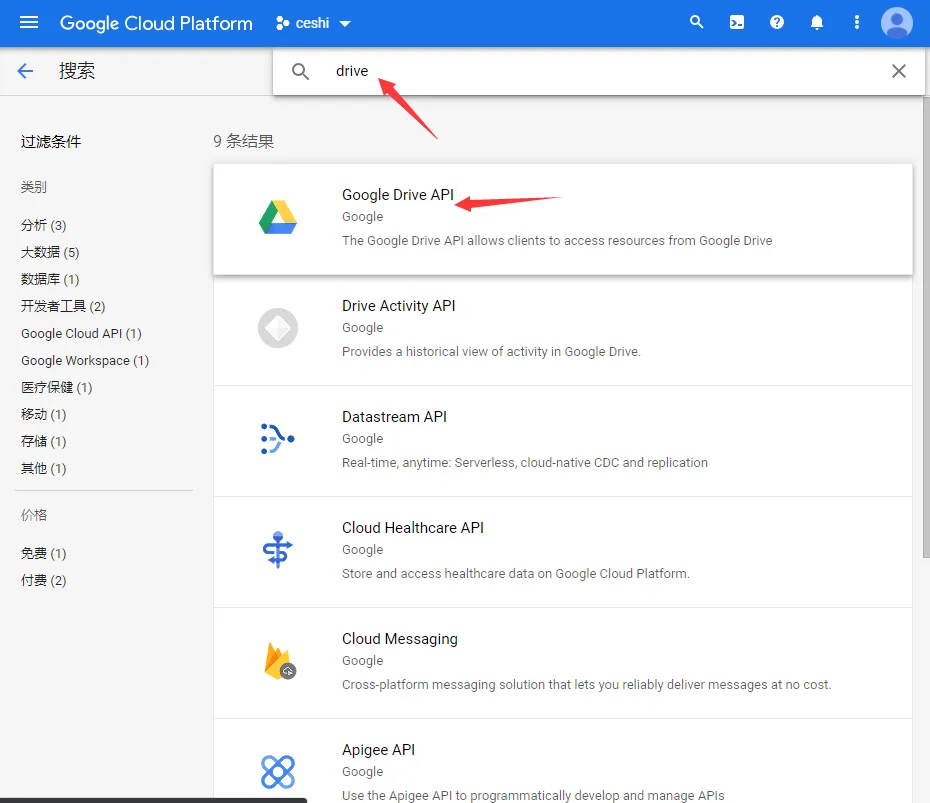 Google Cloud Platform ceshi
搜索
drive
过滤条件
类别
分析 (3)
大数据 (5)
数据库 (1)
开发者工具 (2)
Google Cloud API (1)
Google Workspace (1)
医疗保健 (1)
移动 (1)
存储 (1)
其他 (1)
价格
免费 (1)
付费 (2)
9 条结果
Google Drive API
Google
The Google Drive API allows clients to access resources from Google Drive
Drive Activity API
Google
Provides a historical view of activity in Google Drive.
Datastream API
Google
Real-time, anytime: Serverless, cloud-native CDC and replication
Cloud Healthcare API
Google
Store and access healthcare data on Google Cloud Platform.
Cloud Messaging
Google
Cross-platform messaging solution that lets you reliably deliver messages at no cost.
Apigee API
Google
Use the Apigee API to programmatically develop and manage APIs